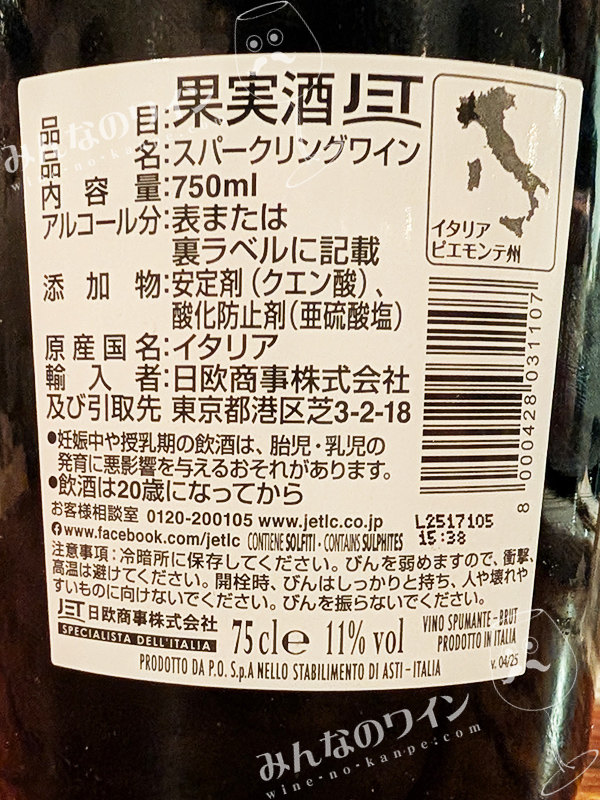 品目:果実酒 JET
品名:スパークリングワイン
内容量:750ml
アルコール分:表または
裏ラベルに記載
添加物:安定剤(クエン酸)、
酸化防止剤(亜硫酸塩)
原産国名:イタリア
輸入者:日欧商事株式会社
及び引取先 東京都港区芝3-2-18
●妊娠中や授乳期の飲酒は、胎児・乳児の
発育に悪影響を与えるおそれがあります。
●飲酒は20歳になってから
お客様相談室 0120-200105 www.jetlc.co.jp
www.facebook.com/jetlc CONTIENE SOLFITI - CONTAINS SULPHITES
注意事項:冷暗所に保存してください。びんを弱めますので、衝撃、
高温は避けてください。開栓時、びんはしっかりと持ち、人や壊れや
すいものに向けないでください。びんを振らないでください。
JET 日欧商事株式会社
SPECIALISTA DELL'ITALIA
75 cl e 11% vol
VINO SPUMANTE - BRUT
PRODOTTO IN ITALIA
v. 04/25
PRODOTTO DA P.O. S.p.A NELLO STABILIMENTO DI ASTI - ITALIA
イタリア
ピエモンテ州
8 000428 031107
L2517105
15:38
みんなのワイン
wine-no-kanpe.com
みんなのワイン
wine-no-kanpe.com